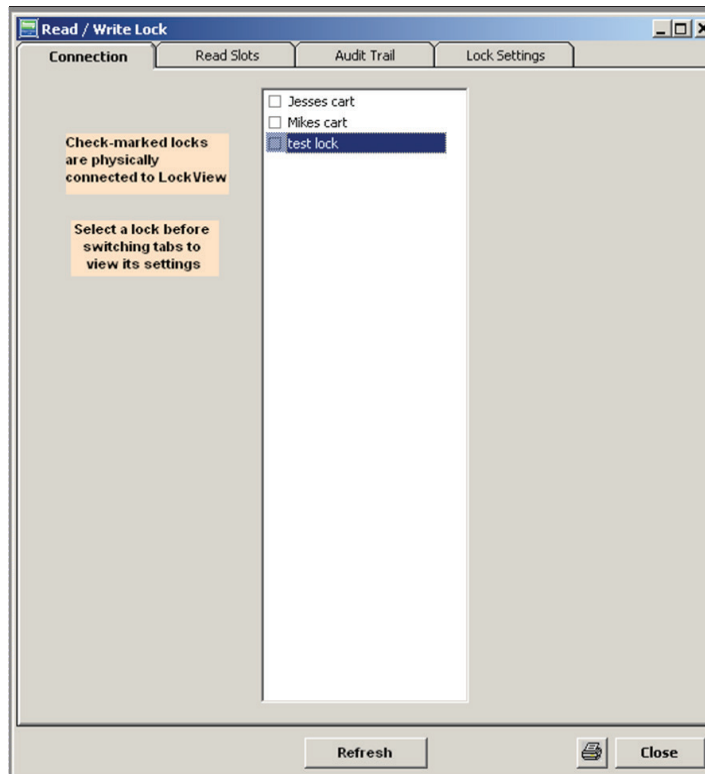 Read / Write Lock
Connection
Read Slots
Audit Trail
Lock Settings
Jesses cart
Mikes cart
test lock
Check-marked locks
are physically
connected to LockView
Select a lock before
switching tabs to
view its settings
Refresh
Close